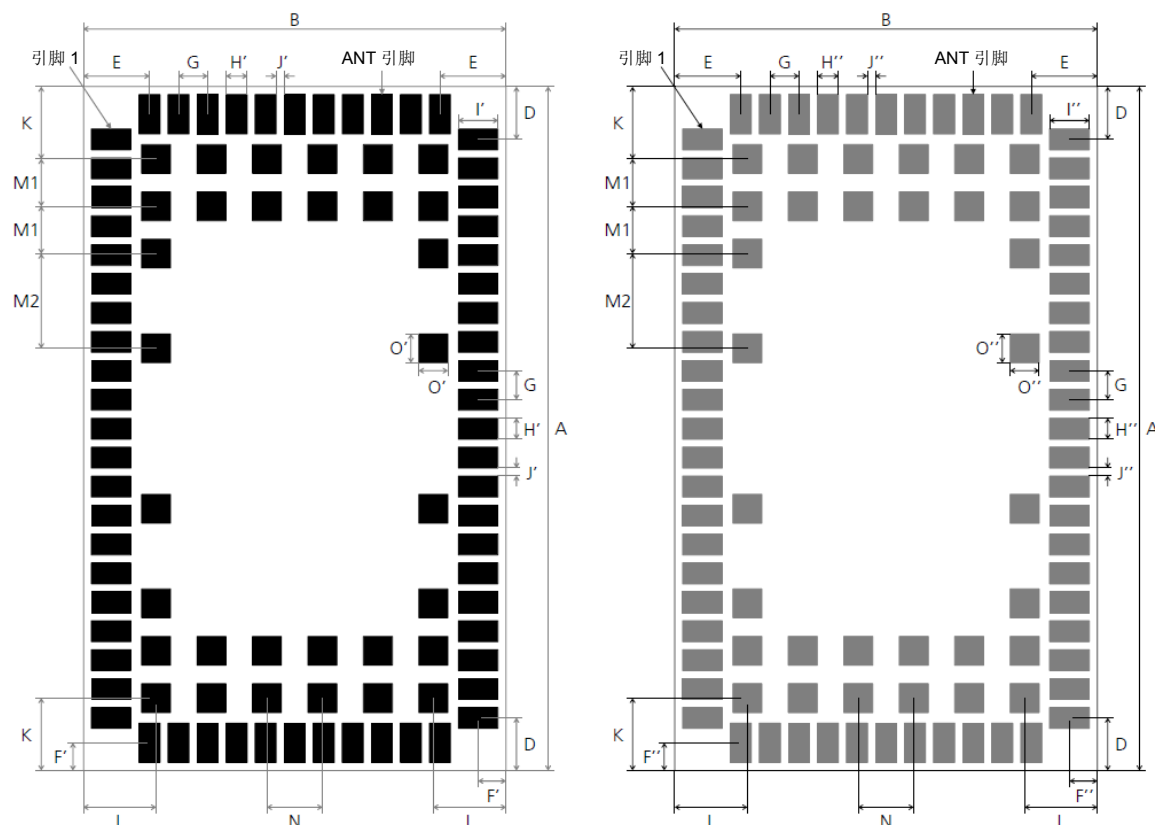 B
引脚 1
E
G
H’
J’
ANT 引脚
E
K
I’
D
M1
M1
M2
O’
O’
G
H’
A
J’
K
F’
D
F’
L
N
L
B
引脚 1
E
G
H’’
J’’
ANT 引脚
E
K
I’’
D
M1
M1
M2
O’’
O’’
G
H’’
A
J’’
K
F’’
D
F’’
L
N
L